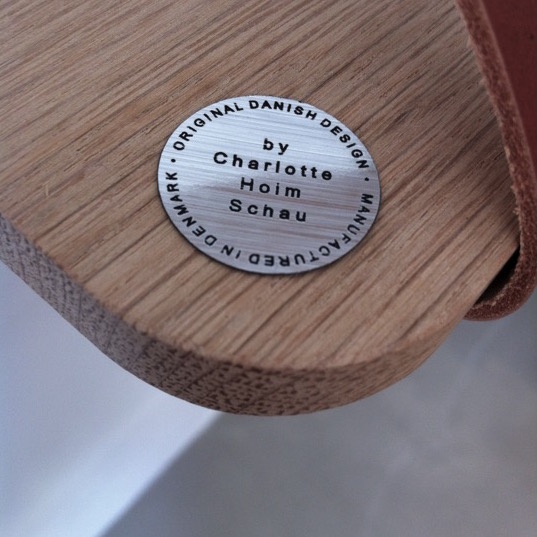 ORIGINAL DANISH DESIGN ·
by
Charlotte
Hoim
Schau
MANUFACTURED IN DENMARK ·